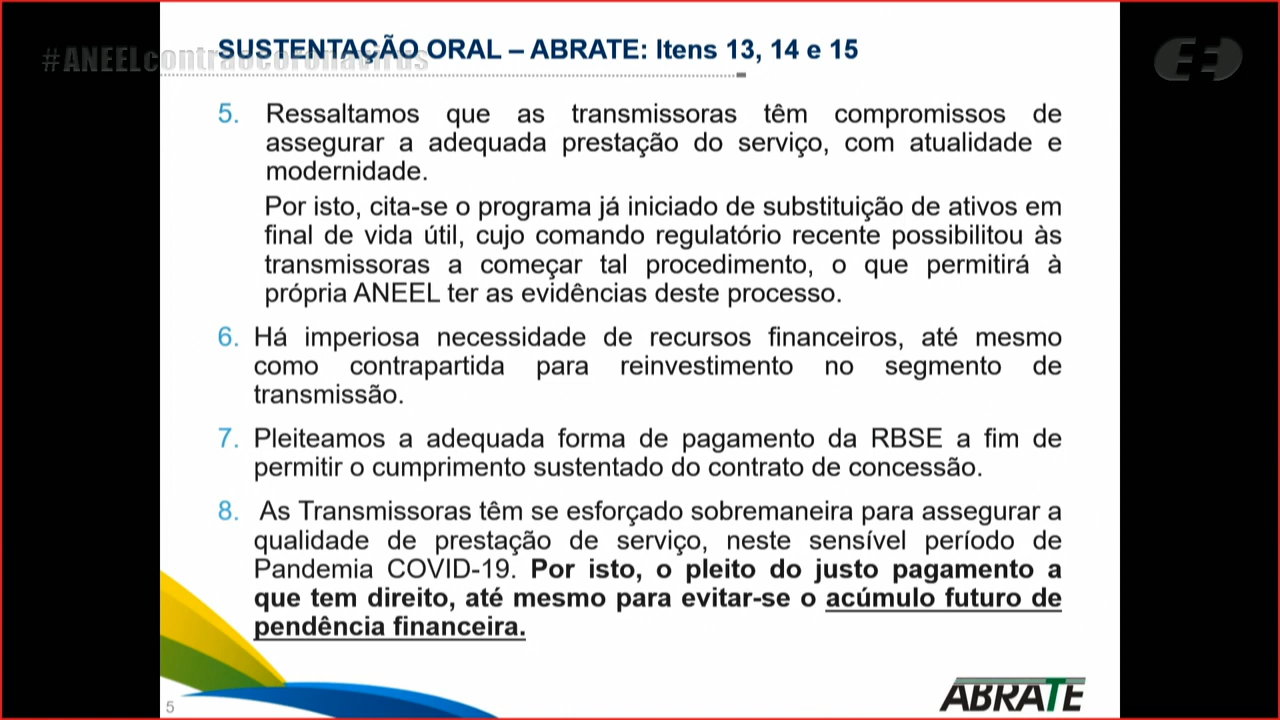 #ANEELcontraocoronavirus
SUSTENTAÇÃO ORAL – ABRATE: Itens 13, 14 e 15
5. Ressaltamos que as transmissoras têm compromissos de
assegurar a adequada prestação do serviço, com atualidade e
modernidade.
Por isto, cita-se o programa já iniciado de substituição de ativos em
final de vida útil, cujo comando regulatório recente possibilitou às
transmissoras a começar tal procedimento, o que permitirá à
própria ANEEL ter as evidências deste processo.
6. Há imperiosa necessidade de recursos financeiros, até mesmo
como contrapartida para reinvestimento no segmento de
transmissão.
7. Pleiteamos a adequada forma de pagamento da RBSE a fim de
permitir o cumprimento sustentado do contrato de concessão.
8. As Transmissoras têm se esforçado sobremaneira para assegurar a
qualidade de prestação de serviço, neste sensível período de
Pandemia COVID-19. Por isto, o pleito do justo pagamento a
que tem direito, até mesmo para evitar-se o acúmulo futuro de
pendência financeira.
5
ABRATE